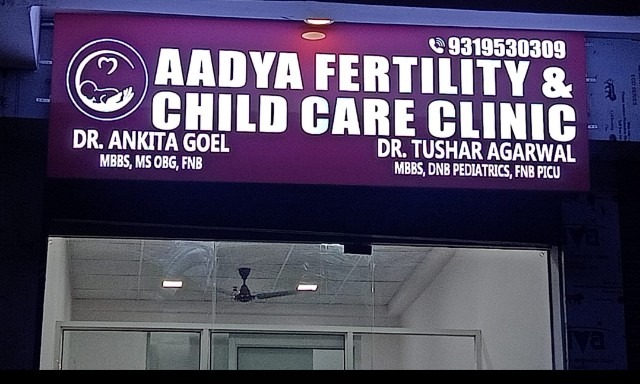 9319530309
AADYA FERTILITY &
CHILD CARE CLINIC
DR. ANKITA GOEL
MBBS, MS OBG, FNB
DR. TUSHAR AGARWAL
MBBS, DNB PEDIATRICS, FNB PICU